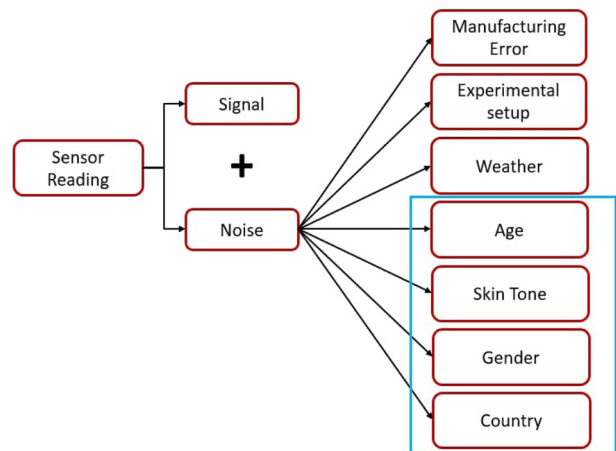 Sensor
Reading
Signal
+
Noise
Manufacturing
Error
Experimental
setup
Weather
Age
Skin Tone
Gender
Country